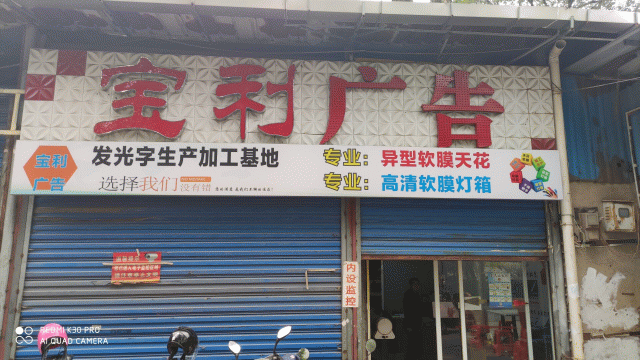 宝利广告
宝利
广告
发光字生产加工基地
选择我们没有错
专业：异型软膜天花
专业：高清软膜灯箱
内设监控
REDMI K30 PRO
AI QUAD CAMERA